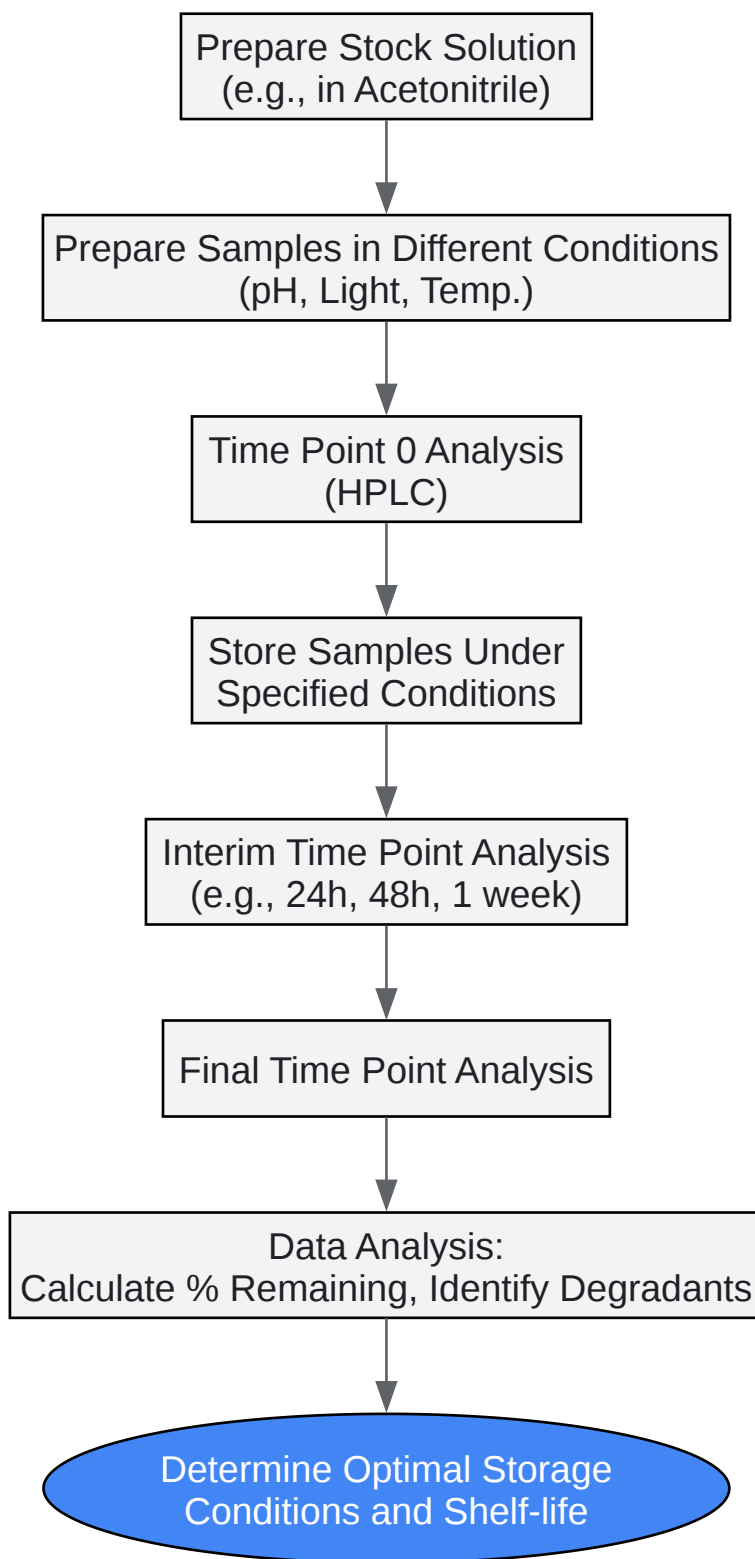 Prepare Stock Solution
(e.g., in Acetonitrile)
Prepare Samples in Different Conditions
(pH, Light, Temp.)
Time Point 0 Analysis
(HPLC)
Store Samples Under
Specified Conditions
Interim Time Point Analysis
(e.g., 24h, 48h, 1 week)
Final Time Point Analysis
Data Analysis:
Calculate % Remaining, Identify Degradants
Determine Optimal Storage
Conditions and Shelf-life